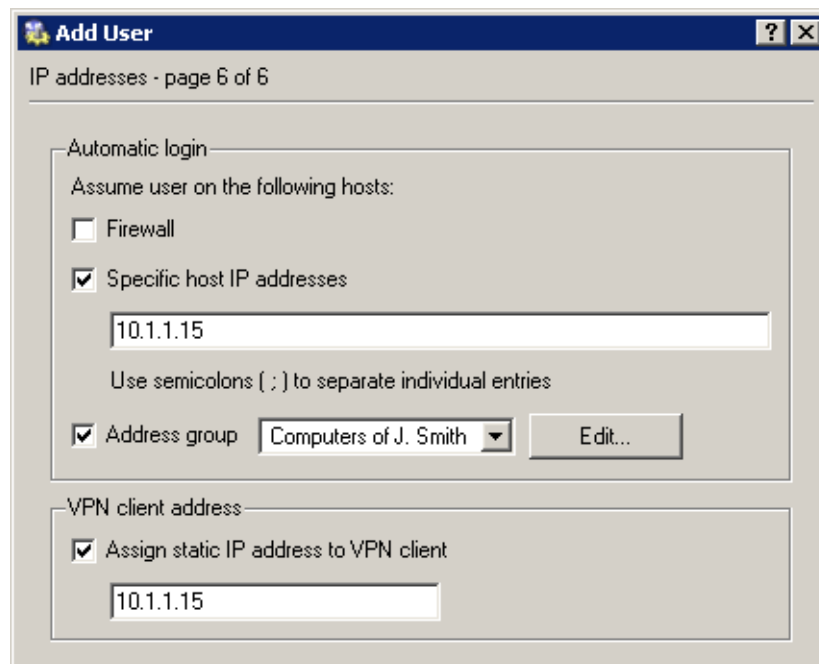 Add User
IP addresses - page 6 of 6
Automatic login
Assume user on the following hosts:
Firewall
Specific host IP addresses
10.1.1.15
Use semicolons ( ; ) to separate individual entries
Address group Computers of J. Smith Edit...
VPN client address
Assign static IP address to VPN client
10.1.1.15